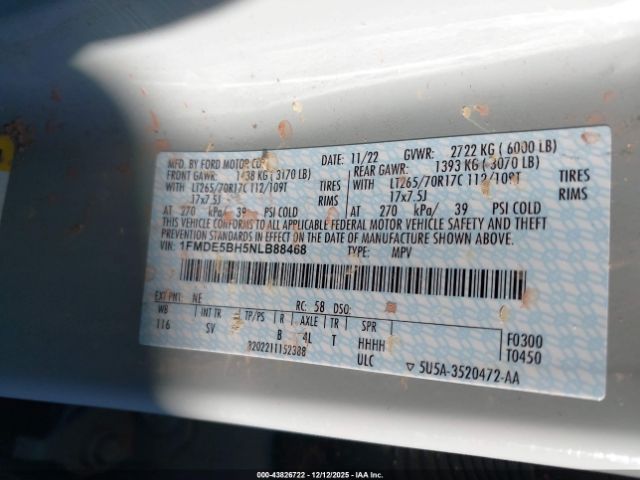 MFD. BY FORD MOTOR CO.
DATE: 11/22 GVWR: 2722 KG ( 6000 LB)
FRONT GAWR: 1438 KG ( 3170 LB) REAR GAWR: 1393 KG ( 3070 LB)
WITH LT265/70R17C 112/109T TIRES WITH LT265/70R17C 112/109T TIRES
17x7.5J RIMS 17x7.5J RIMS
AT 270 kPa/ 39 PSI COLD AT 270 kPa/ 39 PSI COLD
THIS VEHICLE CONFORMS TO ALL APPLICABLE FEDERAL MOTOR VEHICLE SAFETY AND THEFT
PREVENTION STANDARDS IN EFFECT ON THE DATE OF MANUFACTURE SHOWN ABOVE.
VIN: 1FMDE5BH5NLB88468 TYPE: MPV
EXT PNT: NE RC: 58 DSO:
WB INT TR TP/PS R AXLE TR SPR
116 SV B 4L T HHHH F0300
3202211152388 ULC T0450
▽ 5U5A-3520472-AA
000-43826722 — 12/12/2025 — IAA Inc.